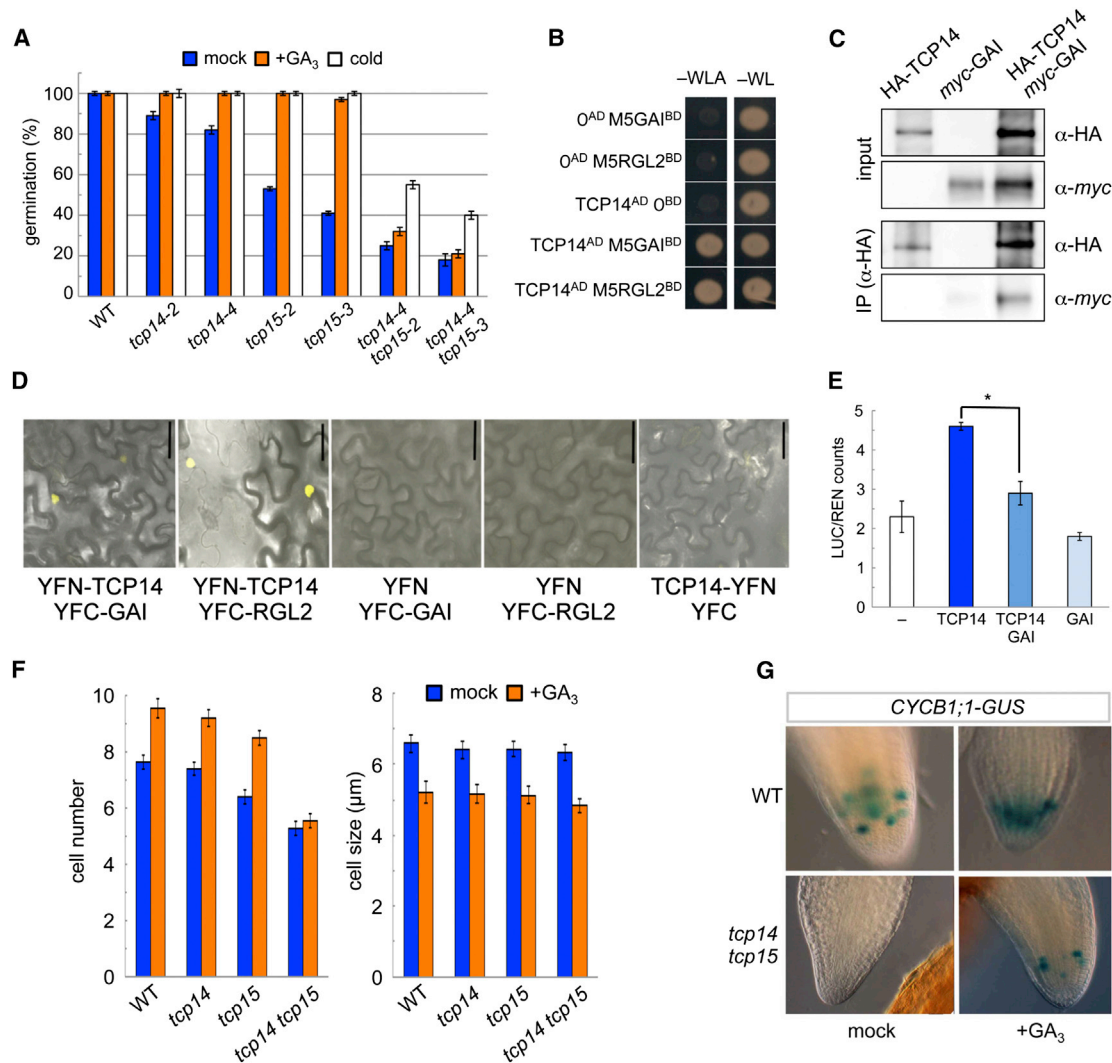 A
mock +GA3 cold
germination (%)
100
80
60
40
20
0
WT
tcp14-2
tcp14-4
tcp15-2
tcp15-3
tcp14-4
tcp15-2
tcp14-4
tcp15-3
B
–WLA –WL
0AD M5GAIBD
0AD M5RGL2BD
TCP14AD 0BD
TCP14AD M5GAIBD
TCP14AD M5RGL2BD
C
HA-TCP14
myc-GAI
HA-TCP14
myc-GAI
input
α-HA
α-myc
IP (α-HA)
α-HA
α-myc
D
YFN-TCP14
YFC-GAI
YFN-TCP14
YFC-RGL2
YFN
YFC-GAI
YFN
YFC-RGL2
TCP14-YFN
YFC
E
LUC/REN counts
5
4
3
2
1
0
*
–
TCP14
TCP14
GAI
GAI
F
cell number
10
8
6
4
2
0
WT
tcp14
tcp15
tcp14 tcp15
mock +GA3
cell size (µm)
8
6
4
2
0
WT
tcp14
tcp15
tcp14 tcp15
G
CYCB1;1-GUS
WT
tcp14
tcp15
mock
+GA3